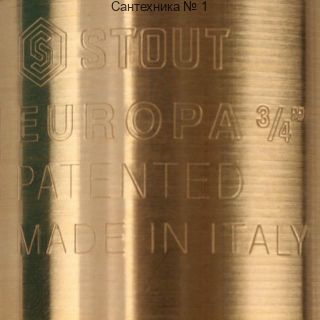 Сантехника № 1
STOUT
EUROPA 3/4"
PATENTED
MADE IN ITALY